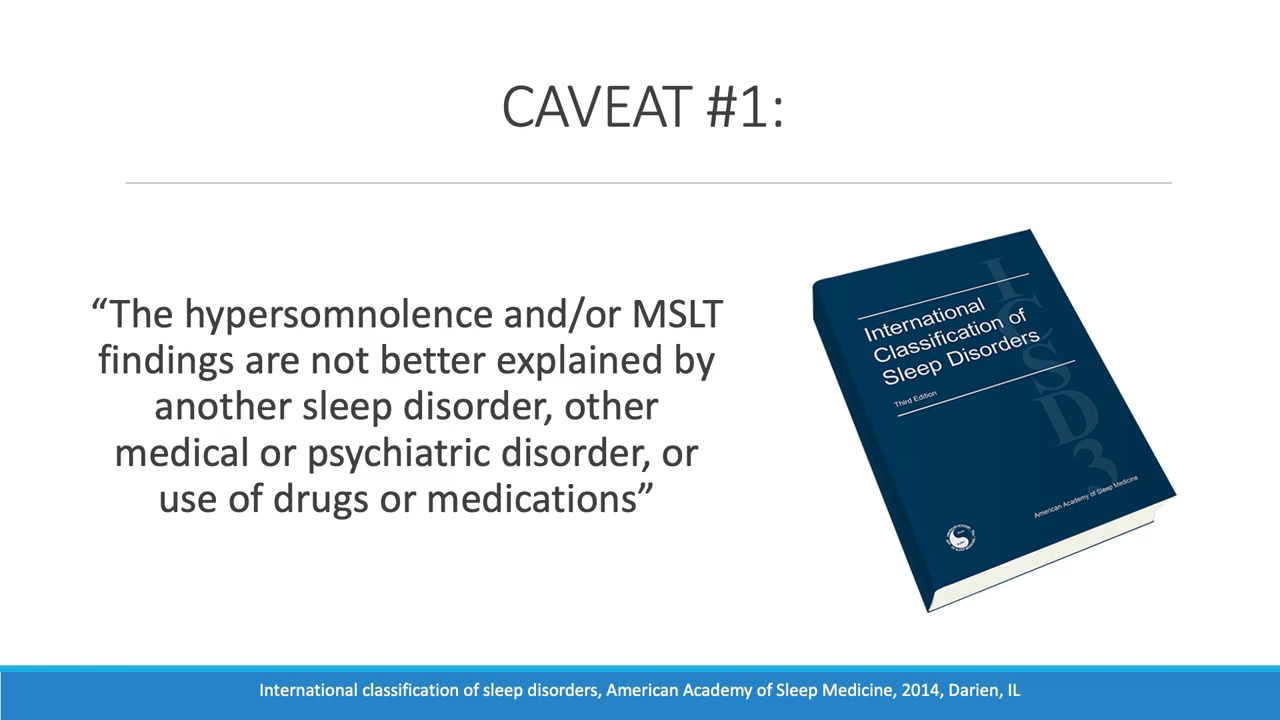 CAVEAT #1:
“The hypersomnolence and/or MSLT
findings are not better explained by
another sleep disorder, other
medical or psychiatric disorder, or
use of drugs or medications”
International
Classification of
Sleep Disorders
Third Edition
ICSD3
American Academy of Sleep Medicine
International classification of sleep disorders, American Academy of Sleep Medicine, 2014, Darien, IL